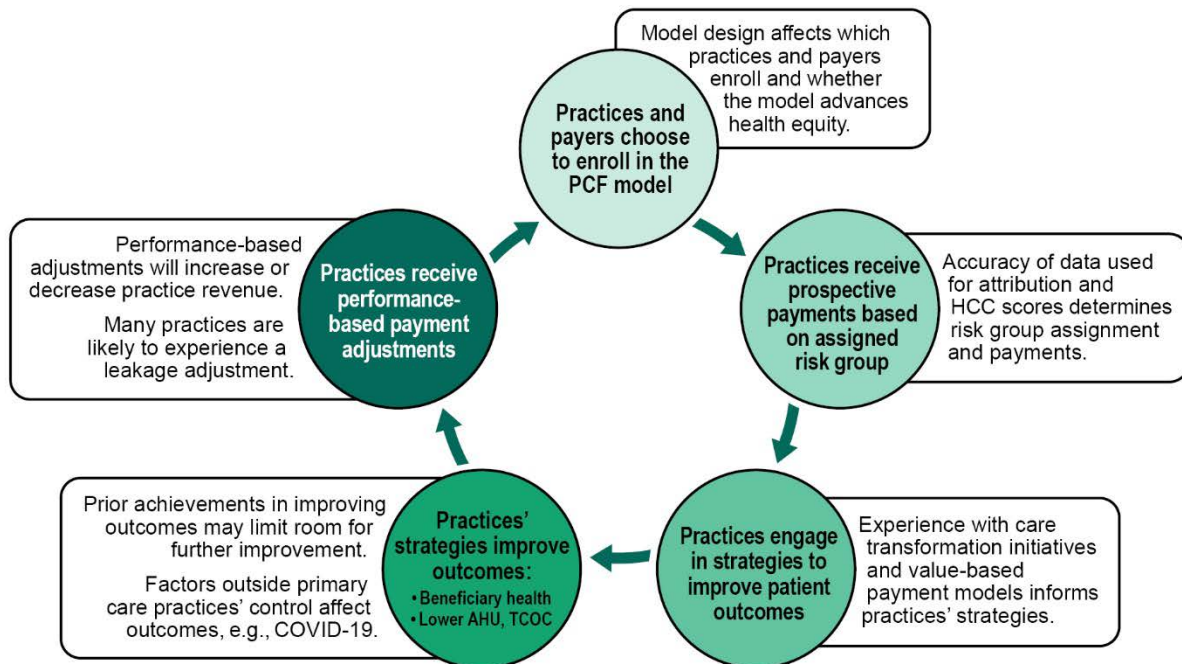 Model design affects which
practices and payers
enroll and whether
the model advances
health equity.
Practices and
payers choose
to enroll in the
PCF model
Practices receive
prospective
payments based
on assigned
risk group
Accuracy of data used
for attribution and
HCC scores determines
risk group assignment
and payments.
Practices engage
in strategies to
improve patient
outcomes
Experience with care
transformation initiatives
and value-based
payment models informs
practices’ strategies.
Practices’
strategies improve
outcomes:
• Beneficiary health
• Lower AHU, TCOC
Prior achievements in improving
outcomes may limit room for
further improvement.
Factors outside primary
care practices’ control affect
outcomes, e.g., COVID-19.
Practices receive
performance-
based payment
adjustments
Performance-based
adjustments will increase or
decrease practice revenue.
Many practices are
likely to experience a
leakage adjustment.